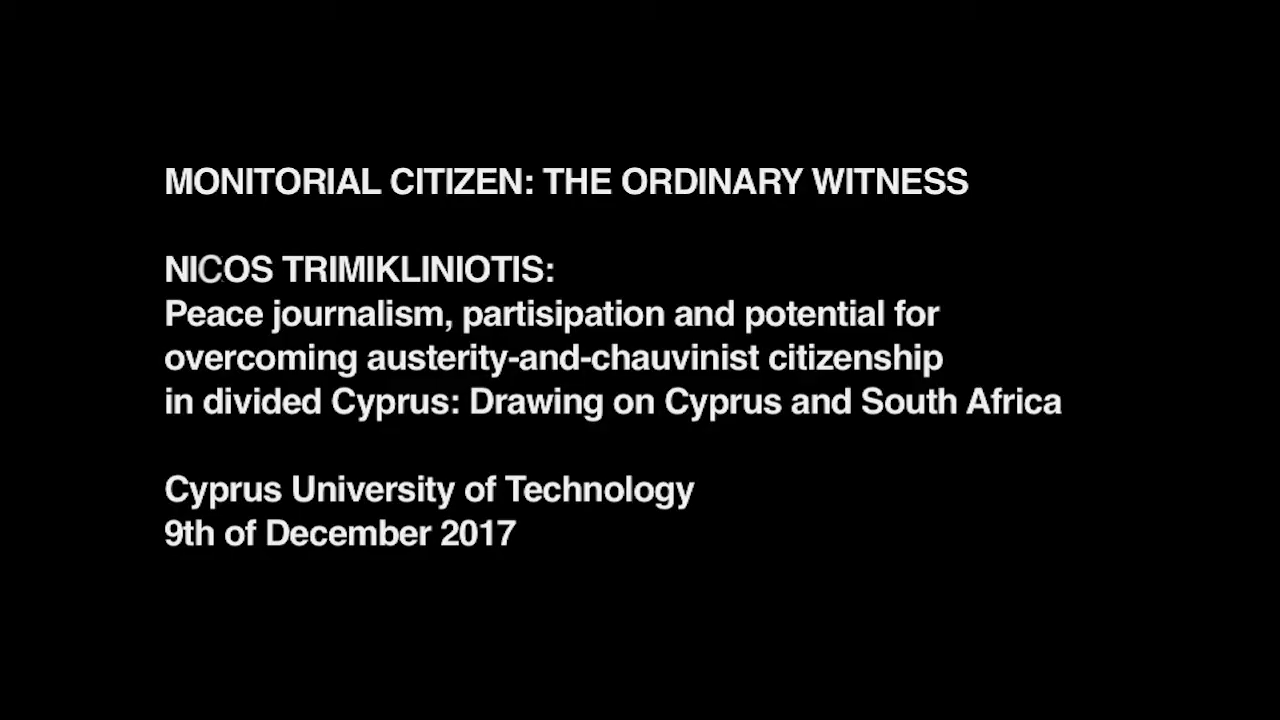 MONITORIAL CITIZEN: THE ORDINARY WITNESS
NICOS TRIMIKLINIOTIS:
Peace journalism, partisipation and potential for
overcoming austerity-and-chauvinist citizenship
in divided Cyprus: Drawing on Cyprus and South Africa
Cyprus University of Technology
9th of December 2017